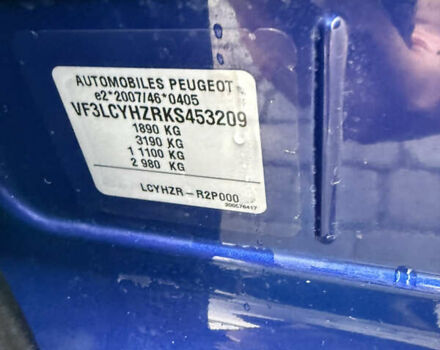 AUTOMOBILES PEUGEOT
e2*2007/46*0405
VF3LCYHZRKS453209
1890 KG
3190 KG
1 1100 KG
2 980 KG
LCYHZR-R2P000